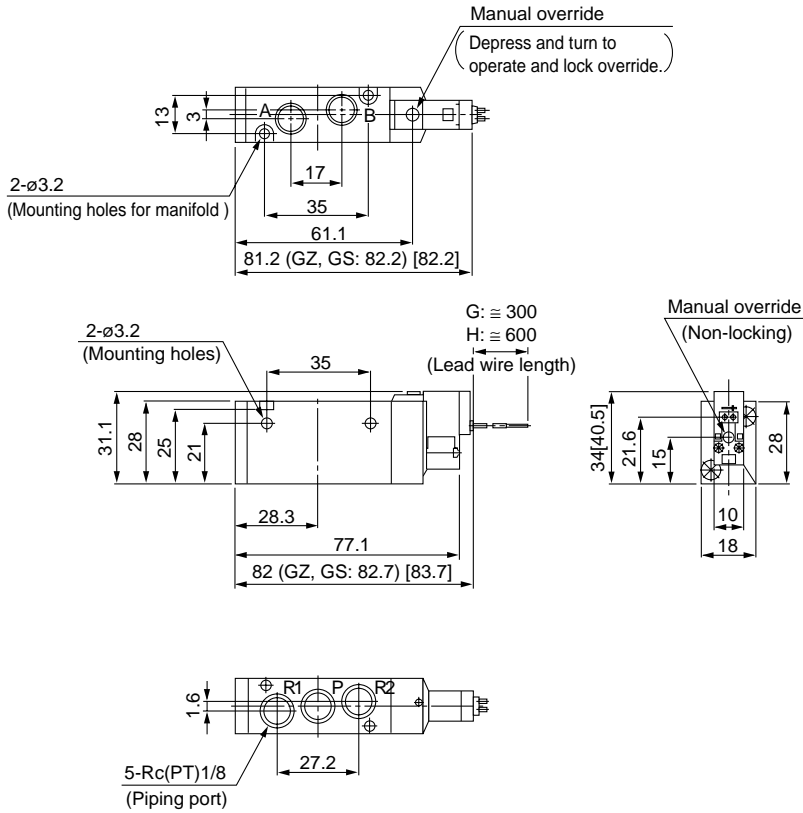 Manual override
(Depress and turn to
operate and lock override.)
A
B
13
3
17
2-ø3.2
(Mounting holes for manifold )
35
61.1
81.2 (GZ, GS: 82.2) [82.2]
G: ≅ 300
H: ≅ 600
(Lead wire length)
Manual override
(Non-locking)
2-ø3.2
(Mounting holes)
35
31.1
28
25
21
28.3
77.1
82 (GZ, GS: 82.7) [83.7]
34[40.5]
21.6
15
28
10
18
R1
P
R2
1.6
27.2
5-Rc(PT)1/8
(Piping port)